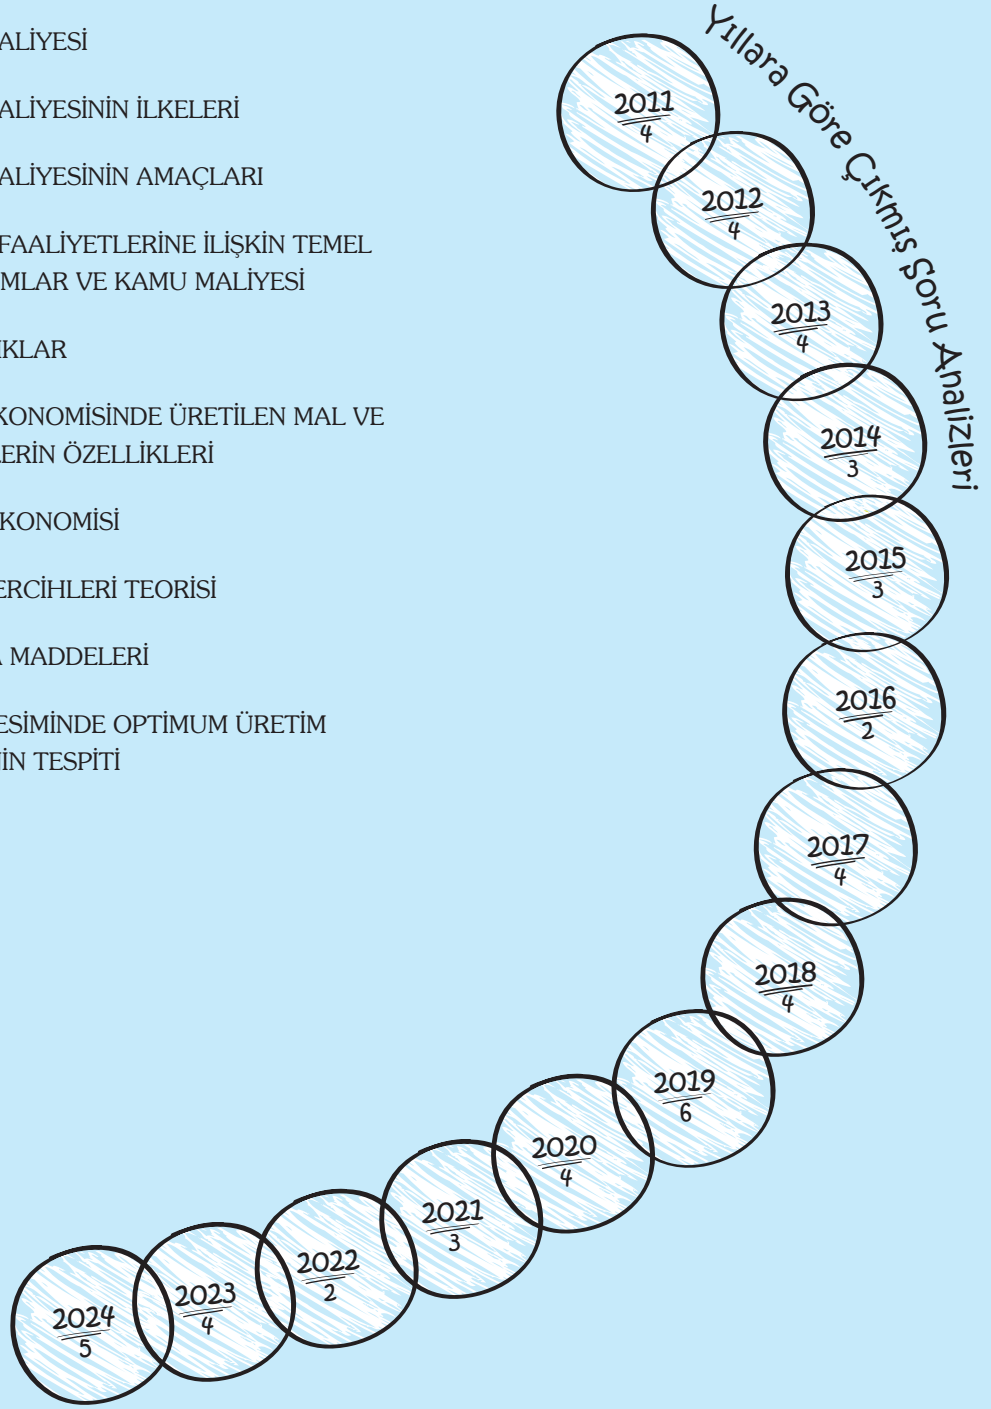 ALİYESİ
ALİYESİNİN İLKELERİ
ALİYESİNİN AMAÇLARI
FAALİYETLERİNE İLİŞKİN TEMEL
MLAR VE KAMU MALİYESİ
IKLAR
KONOMİSİNDE ÜRETİLEN MAL VE
LERİN ÖZELLİKLERİ
KONOMİSİ
ERCİHLERİ TEORİSİ
A MADDELERİ
ESİMİNDE OPTİMUM ÜRETİM
NİN TESPİTİ
Yıllara Göre Çıkmış Soru Analizleri
2011
4
2012
4
2013
4
2014
3
2015
3
2016
2
2017
4
2018
4
2019
6
2020
4
2021
3
2022
2
2023
4
2024
5